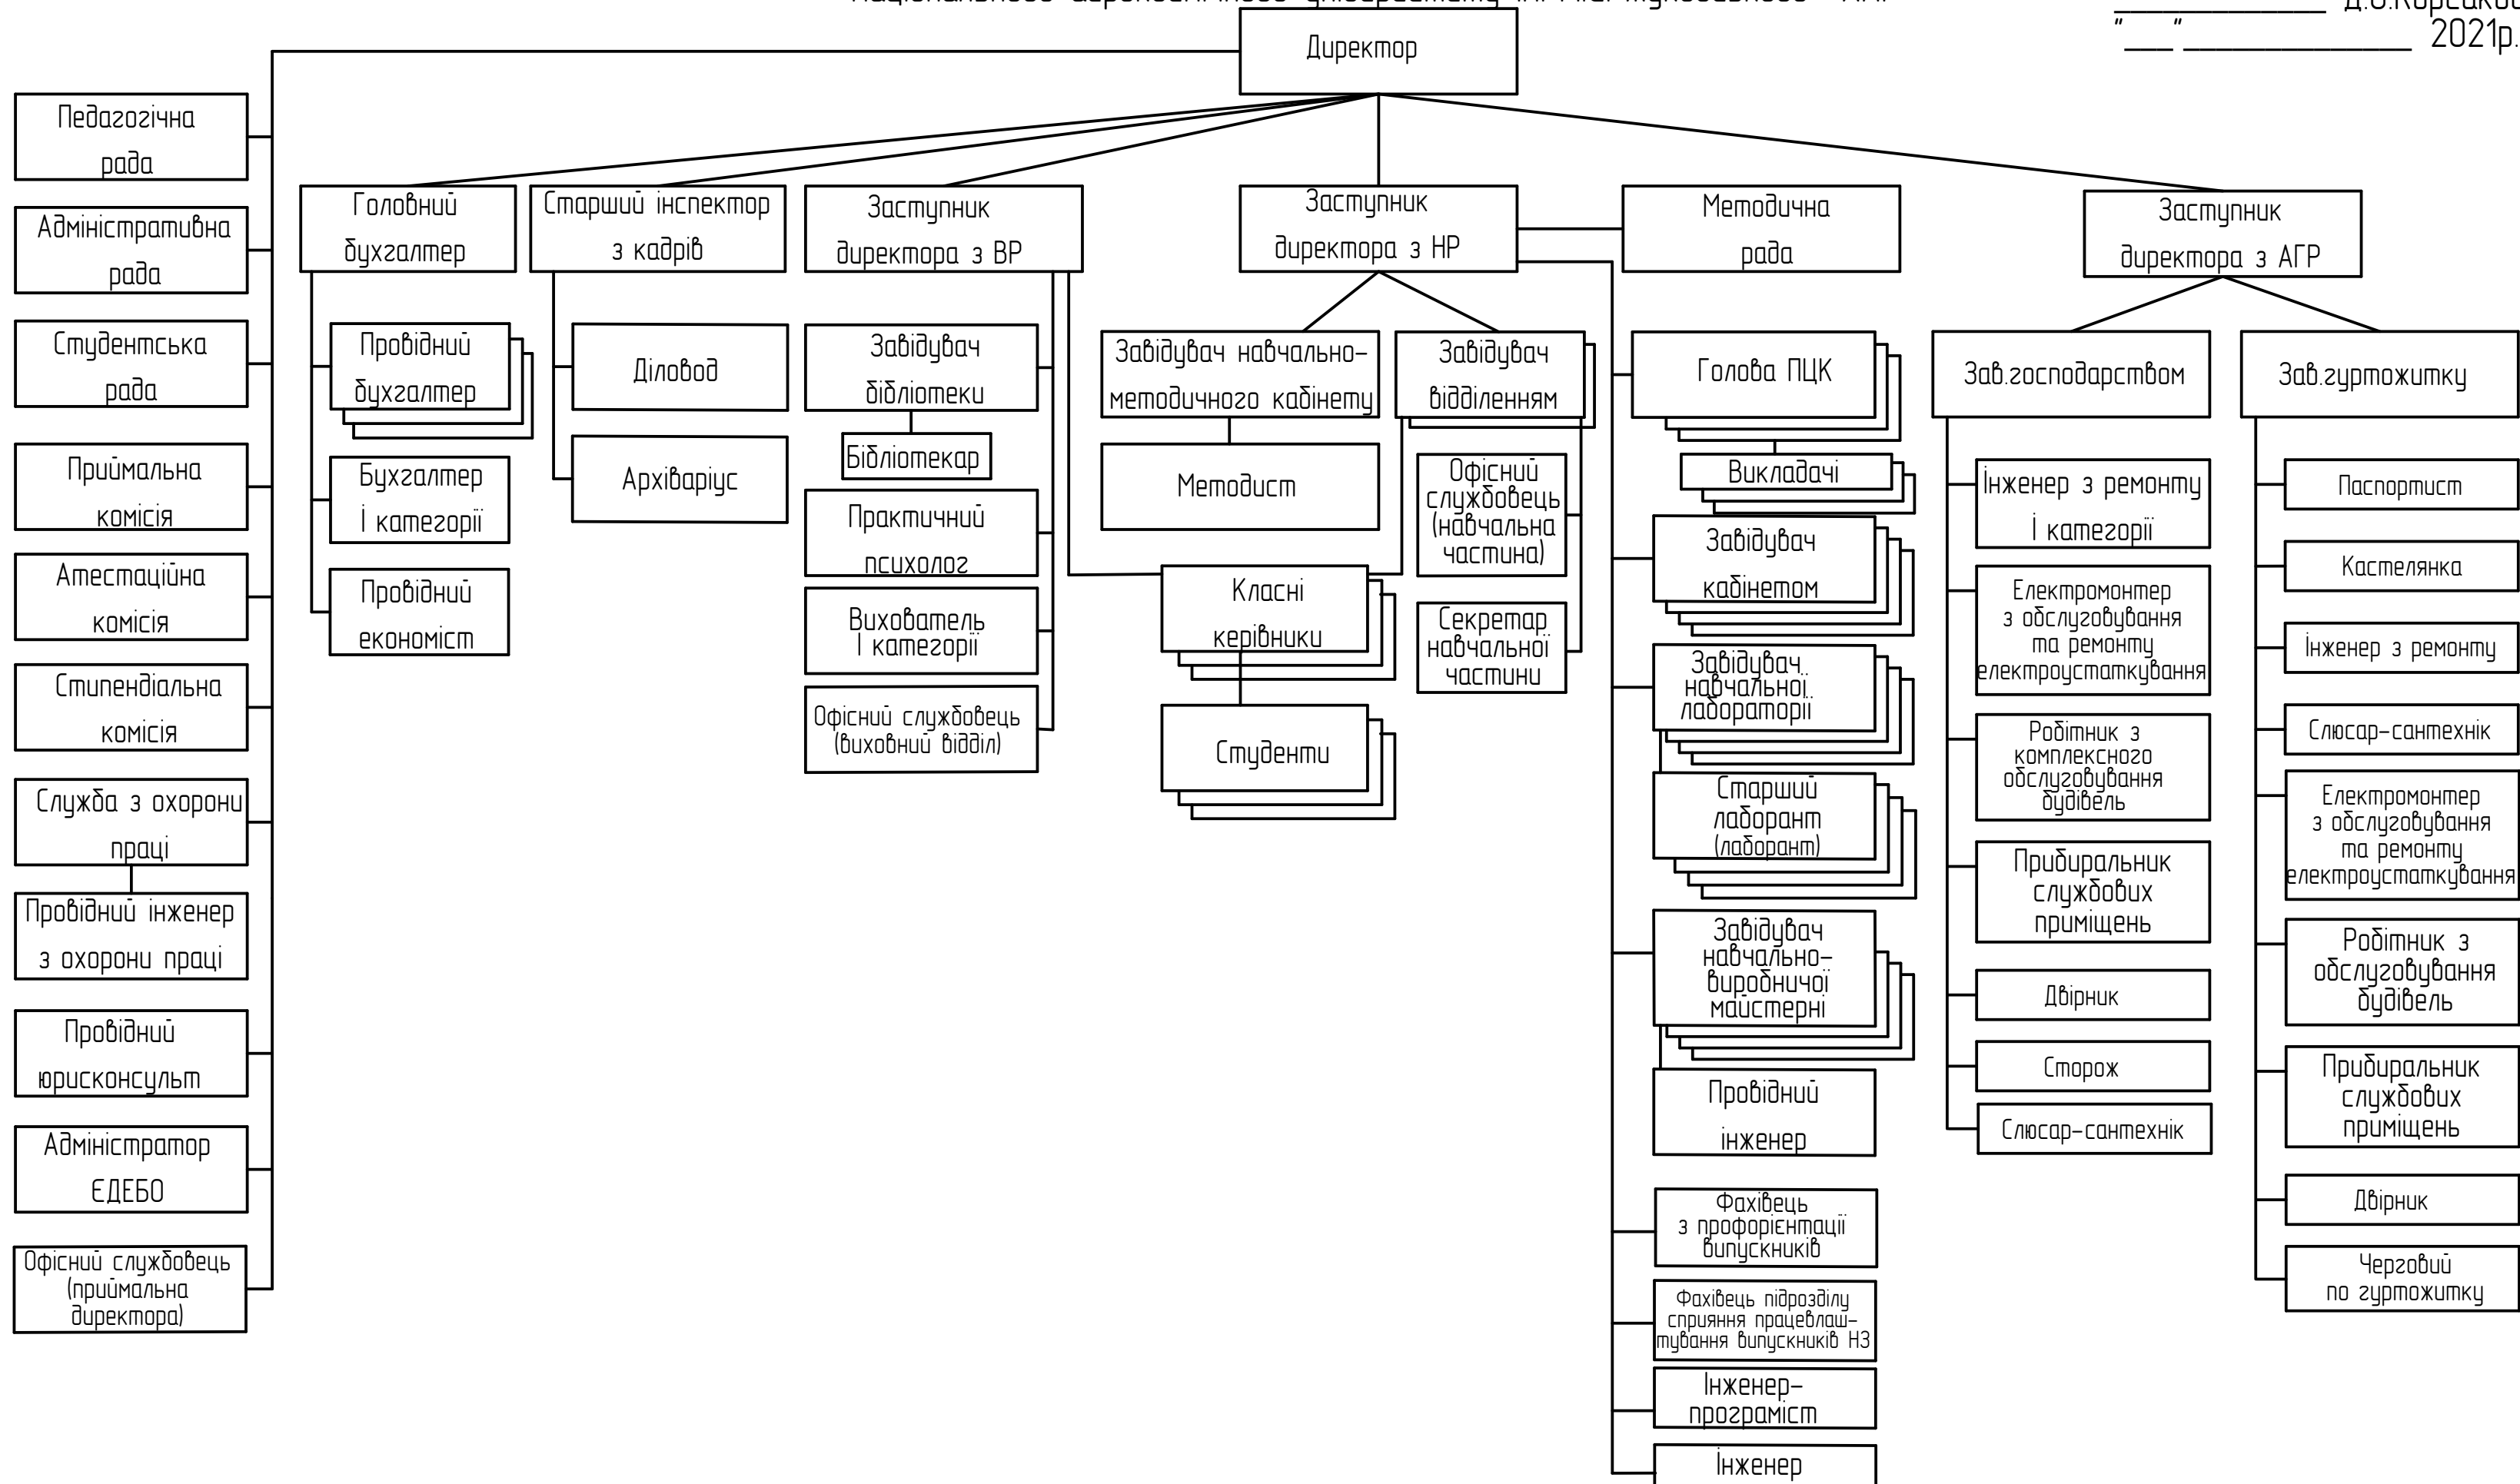 Д.О.Корсаков
"___"______________ 2021р.
Директор
Педагогічна
рада
Адміністративна
рада
Студентська
рада
Приймальна
комісія
Атестаційна
комісія
Стипендіальна
комісія
Служба з охорони
праці
Провідний інженер
з охорони праці
Провідний
юрисконсульт
Адміністратор
ЄДЕБО
Офісний службовець
(приймальна
директора)
Головний
бухгалтер
Провідний
бухгалтер
Бухгалтер
І категорії
Провідний
економіст
Старший інспектор
з кадрів
Діловод
Архіваріус
Заступник
директора з ВР
Завідувач
бібліотеки
Бібліотекар
Практичний
психолог
Вихователь
І категорії
Офісний службовець
(виховний відділ)
Заступник
директора з НР
Завідувач навчально-
методичного кабінету
Методист
Завідувач
відділенням
Офісний
службовець
(навчальна
частина)
Секретар
навчальної
частини
Класні
керівники
Студенти
Методична
рада
Голова ПЦК
Викладачі
Завідувач
кабінетом
Завідувач
навчальної
лабораторії
Старший
лаборант
(лаборант)
Завідувач
навчально-
виробничої
майстерні
Провідний
інженер
Фахівець
з профорієнтації
випускників
Фахівець підрозділу
сприяння працевлаш-
тування випускників НЗ
Інженер-
програміст
Інженер
Заступник
директора з АГР
Зав.господарством
Інженер з ремонту
І категорії
Електромонтер
з обслуговування
та ремонту
електроустаткування
Робітник з
комплексного
обслуговування
будівель
Прибиральник
службових
приміщень
Двірник
Сторож
Слюсар-сантехнік
Зав.гуртожитку
Паспортист
Кастелянка
Інженер з ремонту
Слюсар-сантехнік
Електромонтер
з обслуговування
та ремонту
електроустаткування
Робітник з
обслуговування
будівель
Прибиральник
службових
приміщень
Двірник
Черговий
по гуртожитку